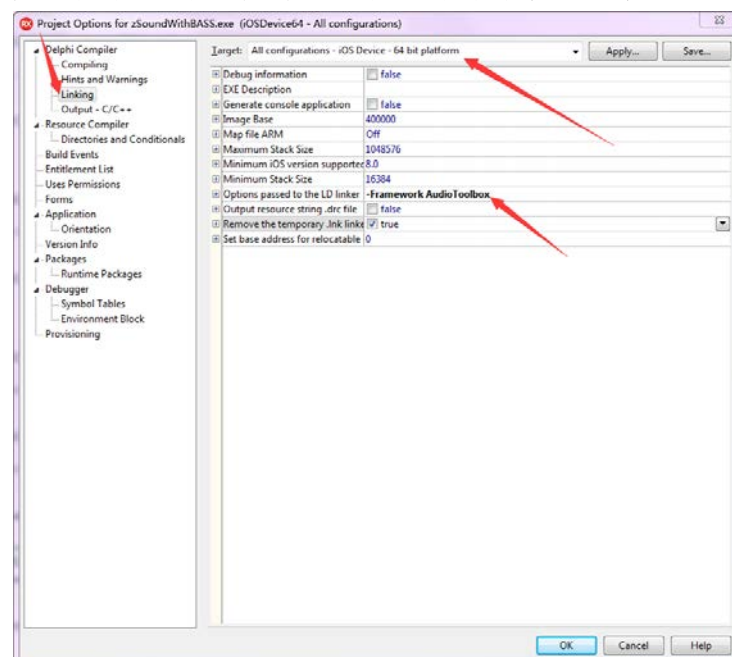 RX Project Options for zSoundWithBASS.exe (iOSDevice64 - All configurations)
Delphi Compiler
Compiling
Hints and Warnings
Linking
Output - C/C++
Resource Compiler
Directories and Conditionals
Build Events
Entitlement List
Uses Permissions
Forms
Application
Orientation
Version Info
Packages
Runtime Packages
Debugger
Symbol Tables
Environment Block
Provisioning
Target: All configurations - iOS Device - 64 bit platform Apply... Save...
Debug information false
EXE Description
Generate console application false
Image Base 400000
Map file ARM Off
Maximum Stack Size 1048576
Minimum iOS version supportec 8.0
Minimum Stack Size 16384
Options passed to the LD linker -Framework AudioToolbox
Output resource string .drc file false
Remove the temporary .lnk linke true
Set base address for relocatable 0
OK Cancel Help